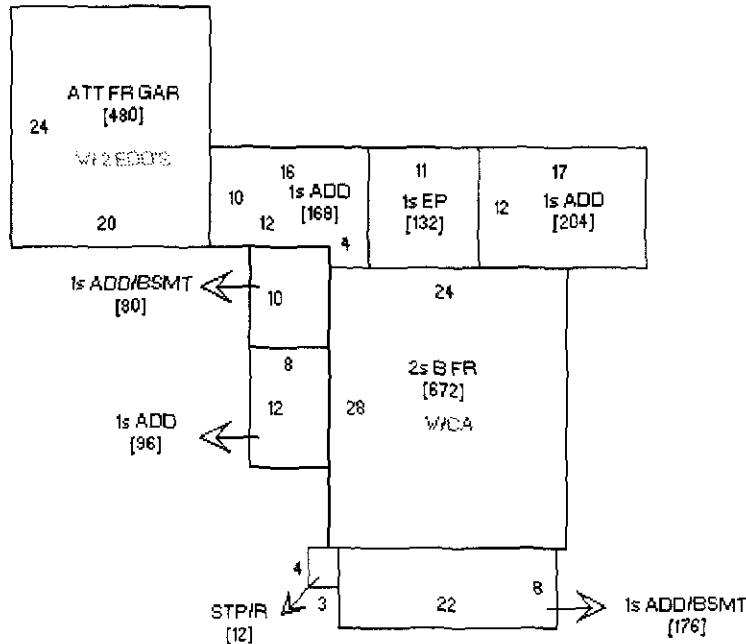 ATT FR GAR
[480]
24
W/ 2 EDO'S
20
16
10
1s ADD
[168]
12
4
11
1s EP
[132]
17
12
1s ADD
[204]
1s ADD/BSMT
[80]
10
24
8
12
1s ADD
[96]
2s B FR
[672]
28
W/CA
4
3
STP/R
[12]
22
8
1s ADD/BSMT
[176]